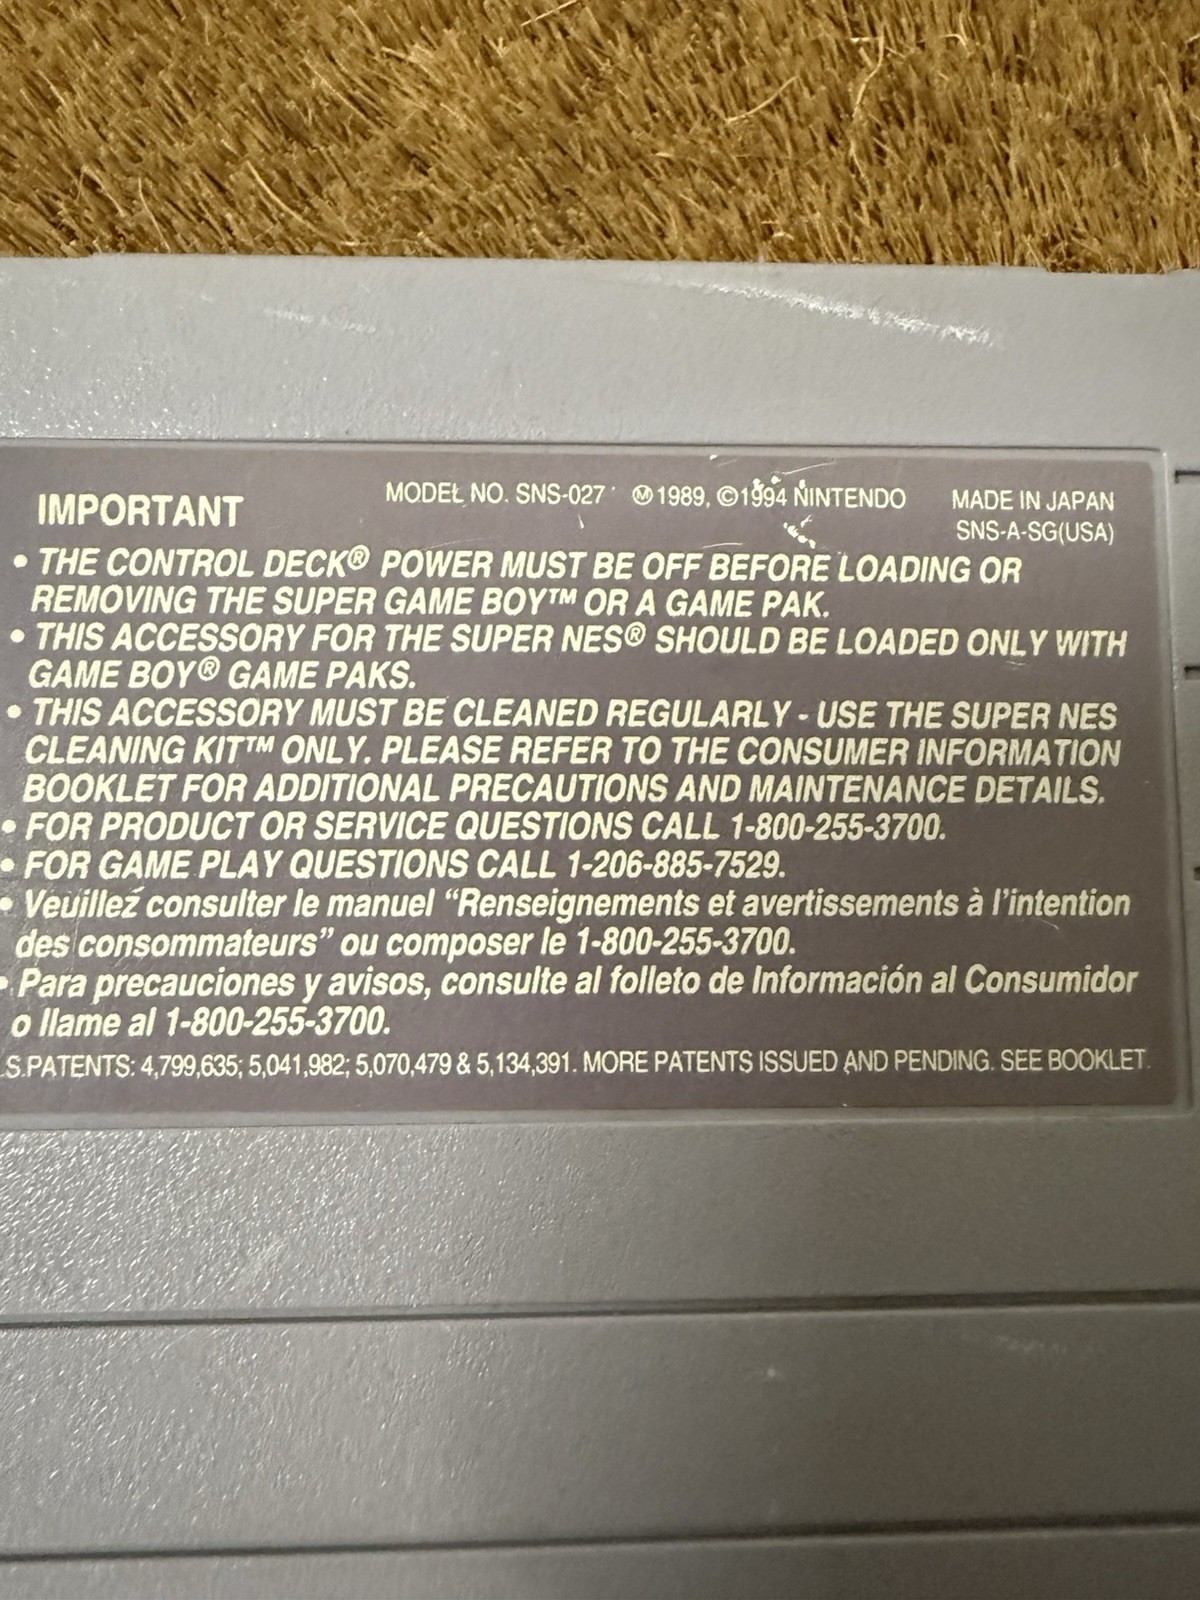 IMPORTANT
MODEL NO. SNS-027 Ⓜ1989, ©1994 NINTENDO MADE IN JAPAN
SNS-A-SG(USA)
• THE CONTROL DECK® POWER MUST BE OFF BEFORE LOADING OR
REMOVING THE SUPER GAME BOY™ OR A GAME PAK.
• THIS ACCESSORY FOR THE SUPER NES® SHOULD BE LOADED ONLY WITH
GAME BOY® GAME PAKS.
• THIS ACCESSORY MUST BE CLEANED REGULARLY - USE THE SUPER NES
CLEANING KIT™ ONLY. PLEASE REFER TO THE CONSUMER INFORMATION
BOOKLET FOR ADDITIONAL PRECAUTIONS AND MAINTENANCE DETAILS.
• FOR PRODUCT OR SERVICE QUESTIONS CALL 1-800-255-3700.
• FOR GAME PLAY QUESTIONS CALL 1-206-885-7529.
• Veuillez consulter le manuel “Renseignements et avertissements à l’intention
des consommateurs” ou composer le 1-800-255-3700.
• Para precauciones y avisos, consulte al folleto de Información al Consumidor
o llame al 1-800-255-3700.
.S.PATENTS: 4,799,635; 5,041,982; 5,070,479 & 5,134,391. MORE PATENTS ISSUED AND PENDING. SEE BOOKLET.